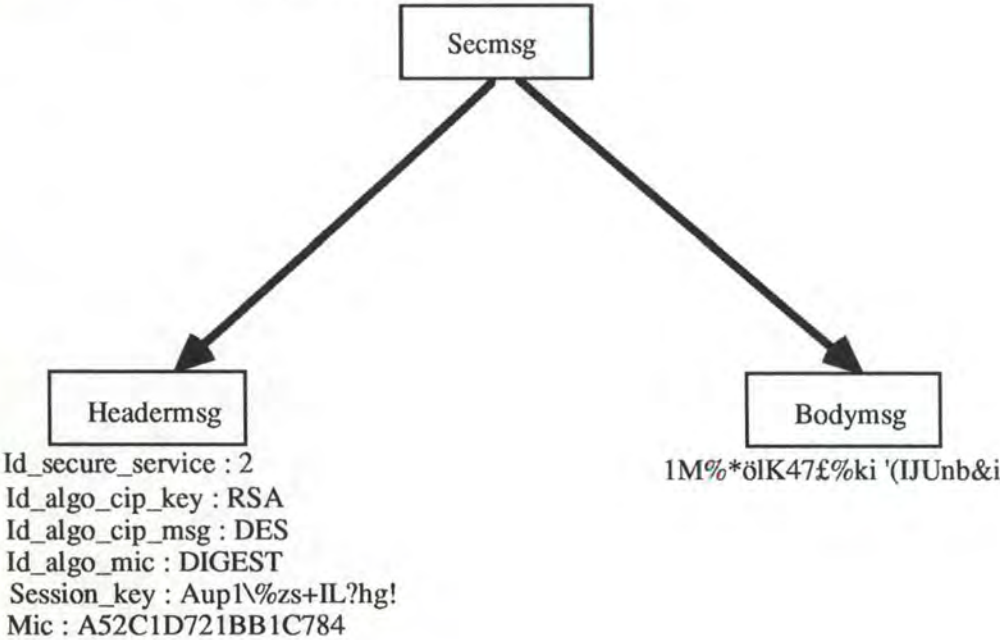 Secmsg
Headermsg
Bodymsg
Id_secure_service : 2
Id_algo_cip_key : RSA
Id_algo_cip_msg : DES
Id_algo_mic : DIGEST
Session_key : Aup1\%zs+IL?hg!
Mic : A52C1D721BB1C784
1M%*ölK47£%ki '(IJUnb&i